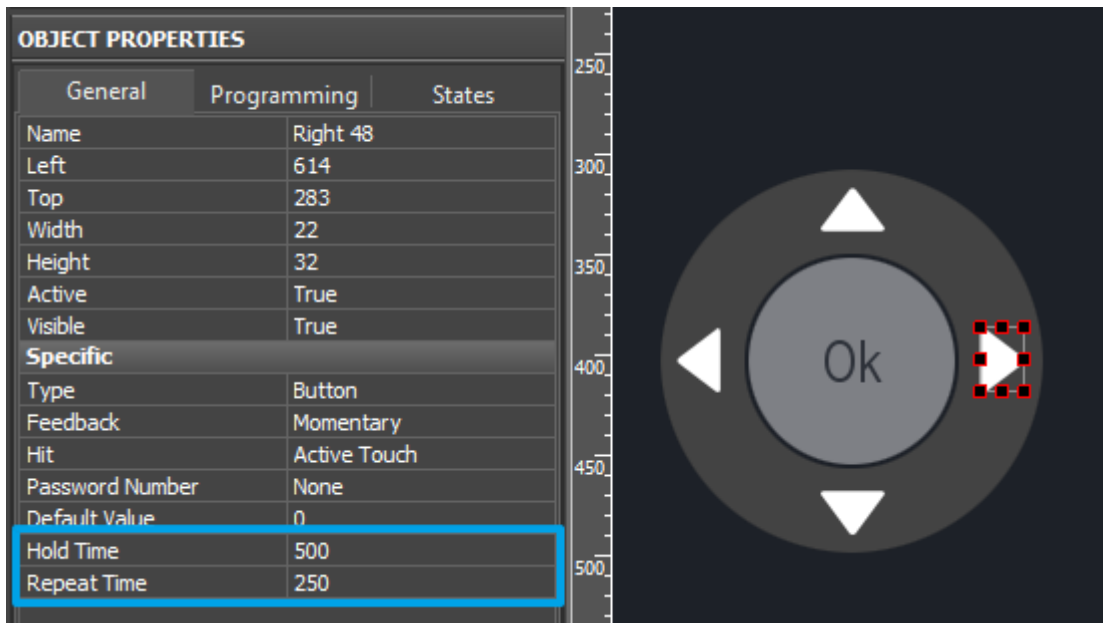 OBJECT PROPERTIES
General Programming States
Name Right 48
Left 614
Top 283
Width 22
Height 32
Active True
Visible True
Specific
Type Button
Feedback Momentary
Hit Active Touch
Password Number None
Default Value 0
Hold Time 500
Repeat Time 250
250
300
350
400
450
500
Ok